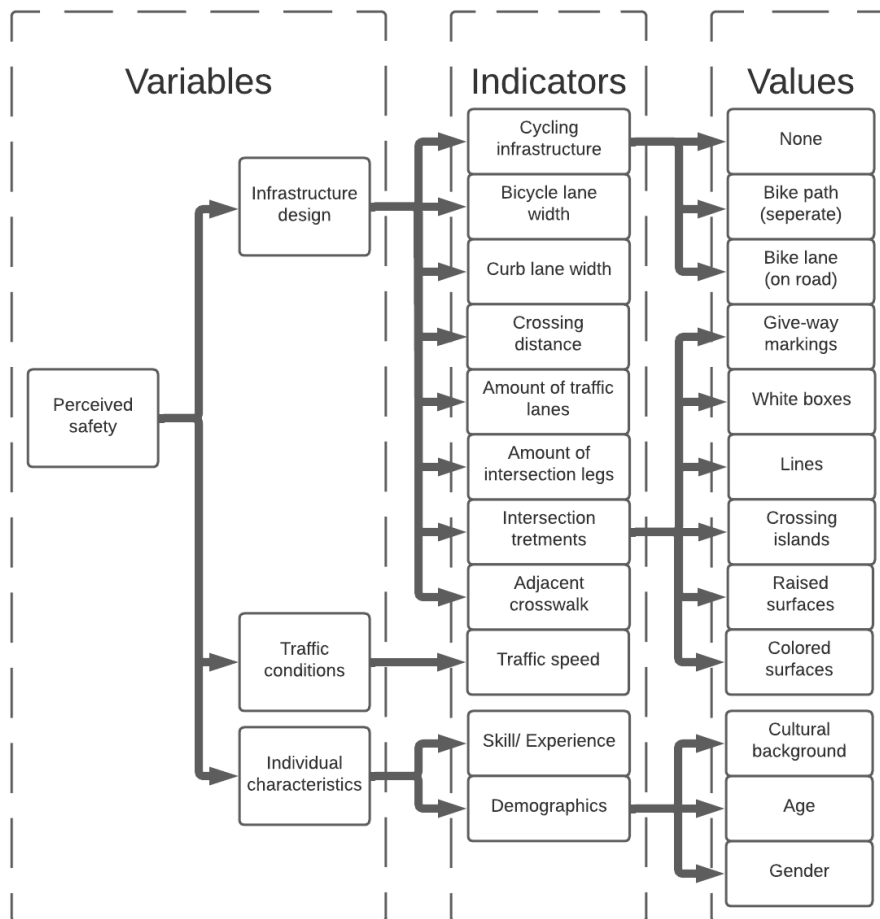 Variables
Indicators
Values
Perceived
safety
Infrastructure
design
Traffic
conditions
Individual
characteristics
Cycling
infrastructure
Bicycle lane
width
Curb lane width
Crossing
distance
Amount of traffic
lanes
Amount of
intersection legs
Intersection
tretments
Adjacent
crosswalk
Traffic speed
Skill/ Experience
Demographics
None
Bike path
(seperate)
Bike lane
(on road)
Give-way
markings
White boxes
Lines
Crossing
islands
Raised
surfaces
Colored
surfaces
Cultural
background
Age
Gender